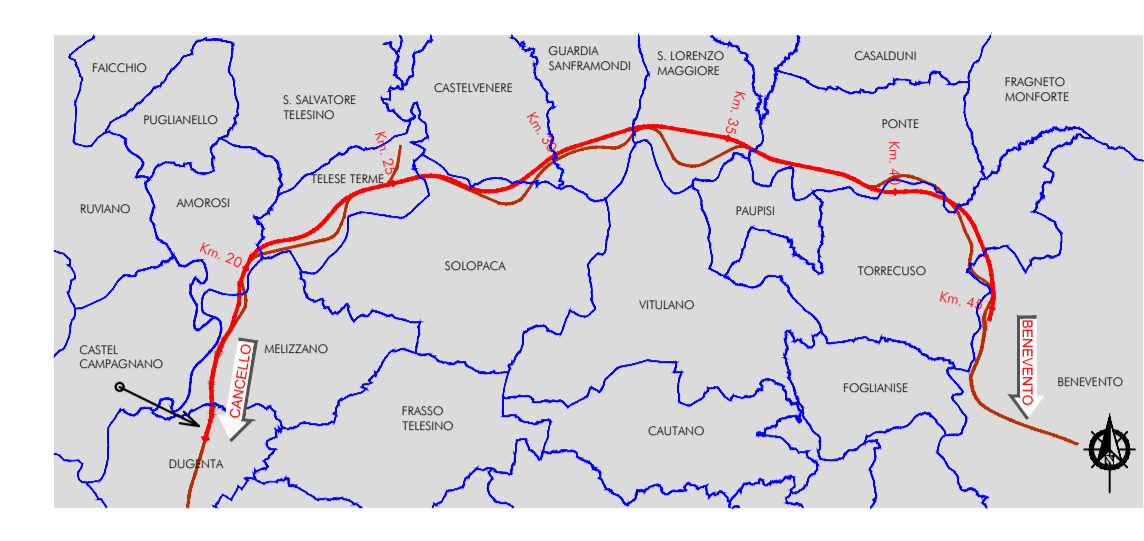 GUARDIA
SANFRAMONDI
S. LORENZO
MAGGIORE
CASALDUNI
FAICCHIO
CASTELVENERE
FRAGNETO
MONFORTE
S. SALVATORE
TELESINO
PUGLIANELLO
PONTE
Km. 35
Km. 30
Km. 25
TELESE TERME
RUVIANO
AMOROSI
PAUPISI
Km. 20
SOLOPACA
TORRECUSO
VITULANO
Km. 45
CASTEL
CAMPAGNANO
MELIZZANO
CANCELLO
BENEVENTO
FOGLIANISE
BENEVENTO
FRASSO
TELESINO
CAUTANO
DUGENTA
N